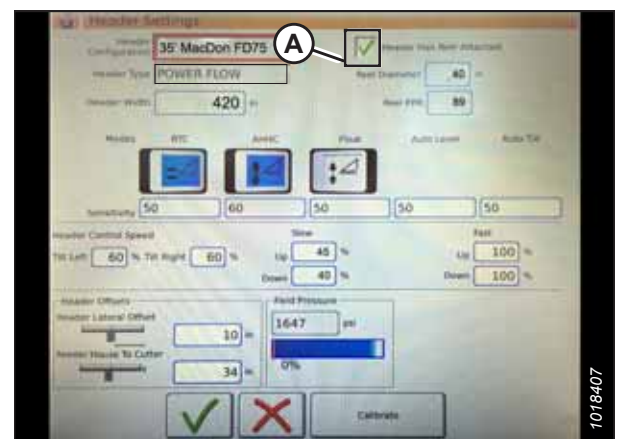 Header Settings
A
Header Configuration 35' MacDon FD75 Header Has Reel Attached
Header Type POWER FLOW Reel Diameter 40 in
Header Width 420 in Reel PPR 89
Modes RTC AHHC Float Auto Level Auto Tilt
Sensitivity 50 60 50 50 50
Header Control Speed Slow Fast
Tilt Left 60 % Tilt Right 60 % Up 45 % Up 100 %
Down 40 % Down 100 %
Header Offsets Field Pressure
Header Lateral Offset 1647 psi
10 in
Feeder House To Cutter 0%
34 in
Calibrate
1018407